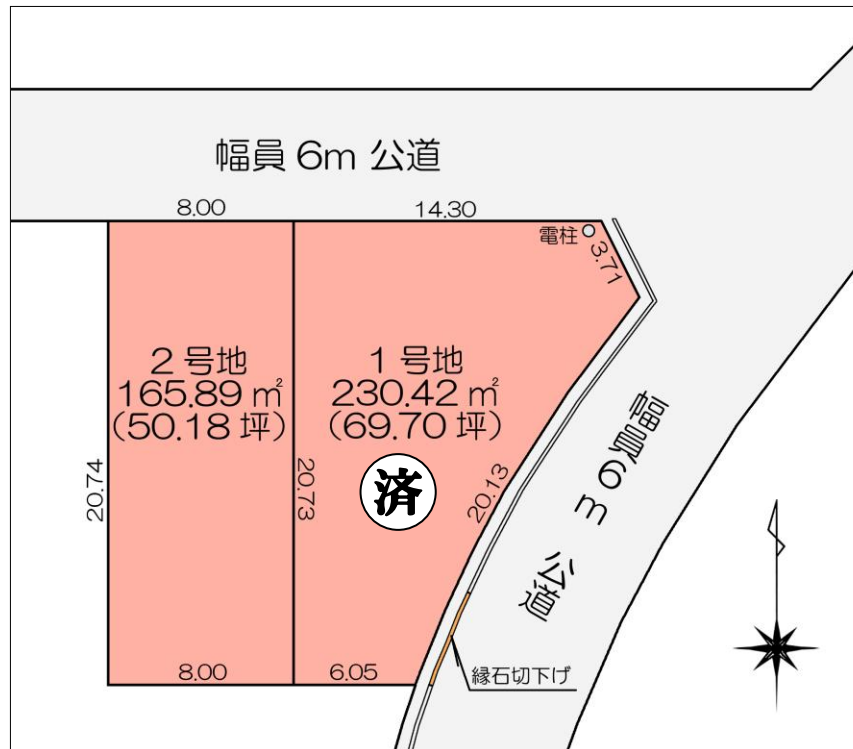 幅員 6m 公道
8.00
14.30
電柱
3.71
2 号地
165.89 ㎡
(50.18 坪)
1 号地
230.42 ㎡
(69.70 坪)
済
20.74
20.73
20.13
幅員 6m 公道
8.00
6.05
縁石切下げ